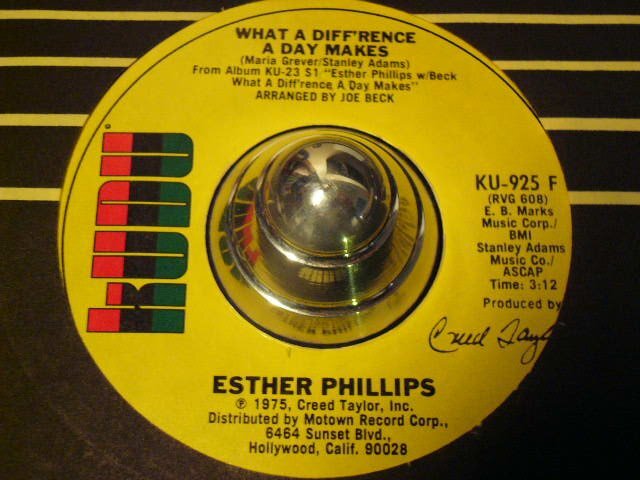 WHAT A DIFF'RENCE
A DAY MAKES
(Maria Grever/Stanley Adams)
From Album KU-23 S1 "Esther Phillips w/Beck
What A Diff'rence A Day Makes"
ARRANGED BY JOE BECK
KUDU
KU-925 F
(RVG 608)
E. B. Marks
Music Corp./
BMI
Stanley Adams
Music Co./
ASCAP
Time: 3:12
Produced by
Creed Taylor
ESTHER PHILLIPS
℗ 1975, Creed Taylor, Inc.
Distributed by Motown Record Corp.,
6464 Sunset Blvd.,
Hollywood, Calif. 90028